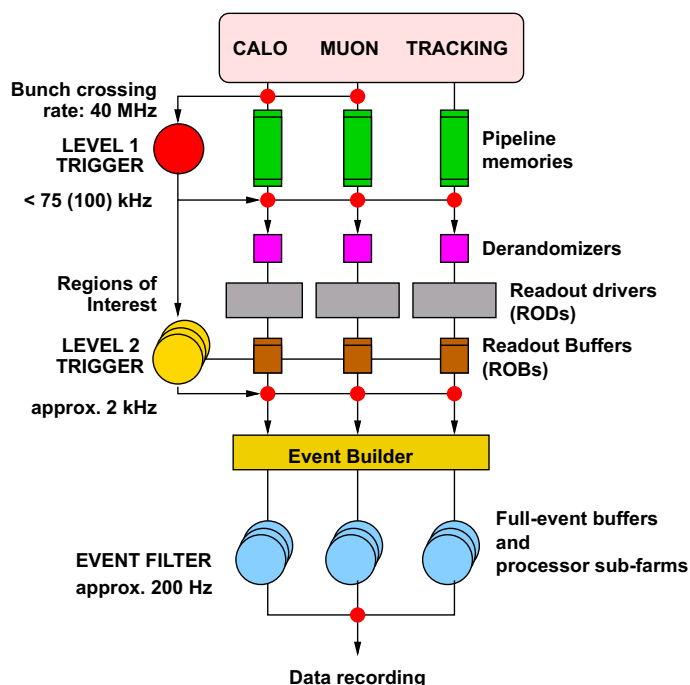 CALO MUON TRACKING
Bunch crossing
rate: 40 MHz
LEVEL 1
TRIGGER
Pipeline
memories
< 75 (100) kHz
Derandomizers
Regions of
Interest
Readout drivers
(RODs)
LEVEL 2
TRIGGER
Readout Buffers
(ROBs)
approx. 2 kHz
Event Builder
EVENT FILTER
approx. 200 Hz
Full-event buffers
and
processor sub-farms
Data recording